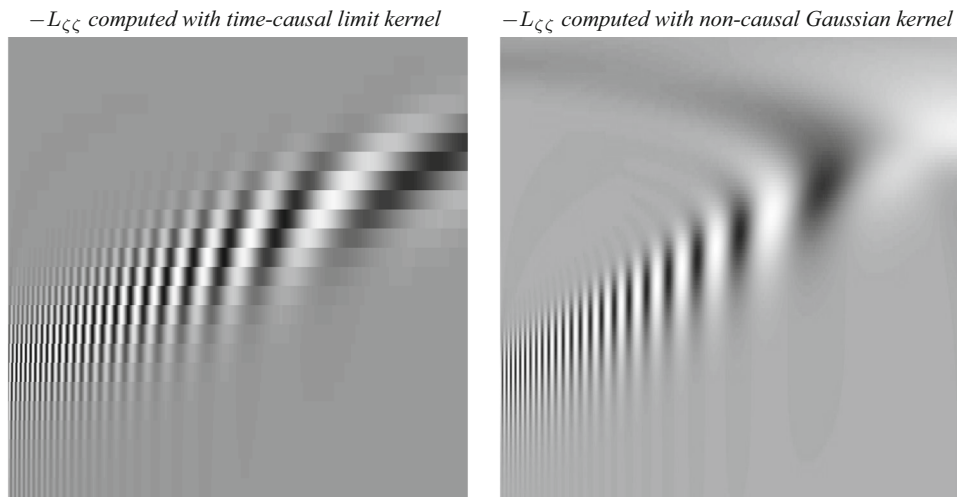 −L_ζζ computed with time-causal limit kernel
−L_ζζ computed with non-causal Gaussian kernel